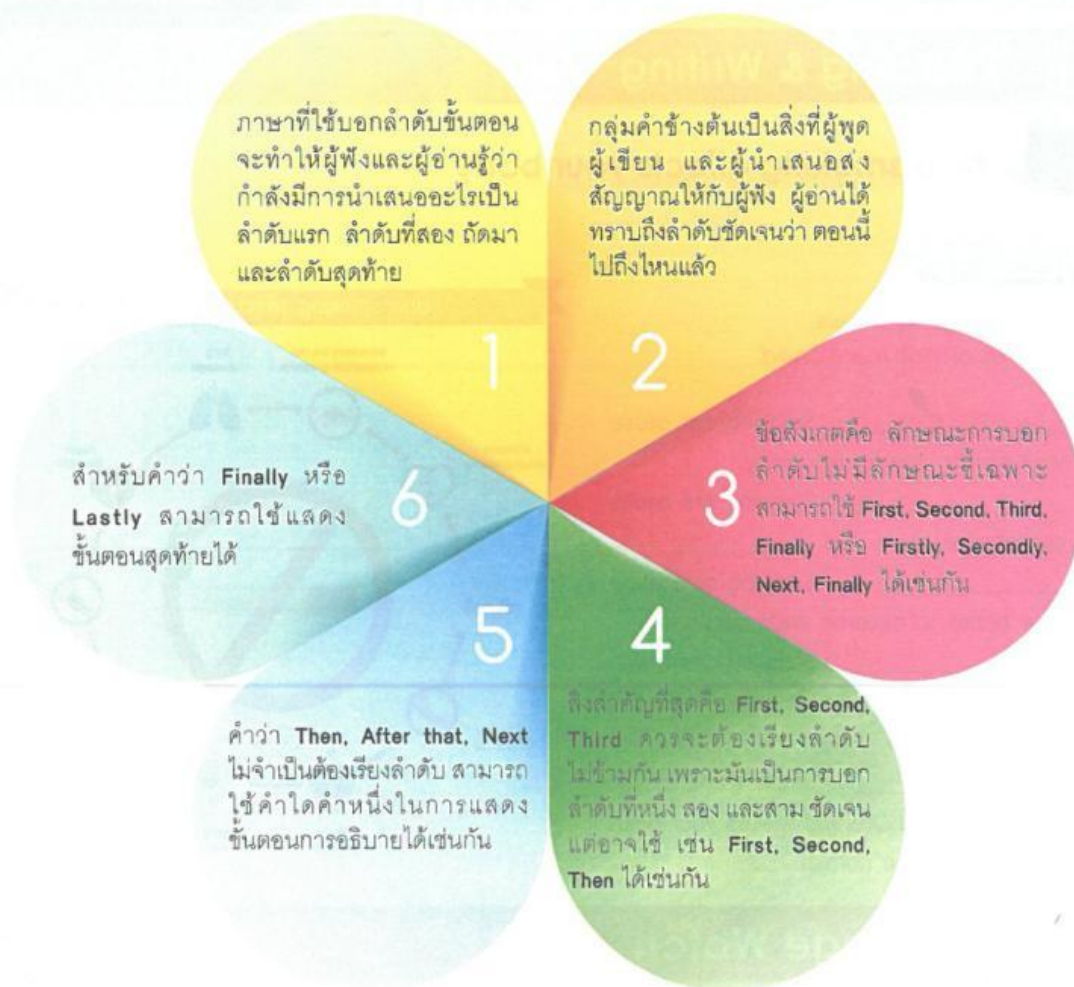 ภาษาที่ใช้บอกลำดับขั้นตอน
จะทำให้ผู้ฟังและผู้อ่านรู้ว่า
กำลังมีการนำเสนออะไรเป็น
ลำดับแรก ลำดับที่สอง ถัดมา
และลำดับสุดท้าย
1
กลุ่มคำข้างต้นเป็นสิ่งที่ผู้พูด
ผู้เขียน และผู้นำเสนอส่ง
สัญญาณให้กับผู้ฟัง ผู้อ่านได้
ทราบถึงลำดับชัดเจนว่า ตอนนี้
ไปถึงไหนแล้ว
2
ข้อสังเกตคือ ลักษณะการบอก
ลำดับไม่มีลักษณะชี้เฉพาะ
สามารถใช้ First, Second, Third,
Finally หรือ Firstly, Secondly,
Next, Finally ได้เช่นกัน
3
4
สิ่งสำคัญที่สุดคือ First, Second,
Third ควรจะต้องเรียงลำดับ
ไม่ข้ามกัน เพราะมันเป็นการบอก
ลำดับที่หนึ่ง สอง และสาม ชัดเจน
แต่อาจใช้ เช่น First, Second,
Then ได้เช่นกัน
5
คำว่า Then, After that, Next
ไม่จำเป็นต้องเรียงลำดับ สามารถ
ใช้คำใดคำหนึ่งในการแสดง
ขั้นตอนการอธิบายได้เช่นกัน
6
สำหรับคำว่า Finally หรือ
Lastly สามารถใช้แสดง
ขั้นตอนสุดท้ายได้